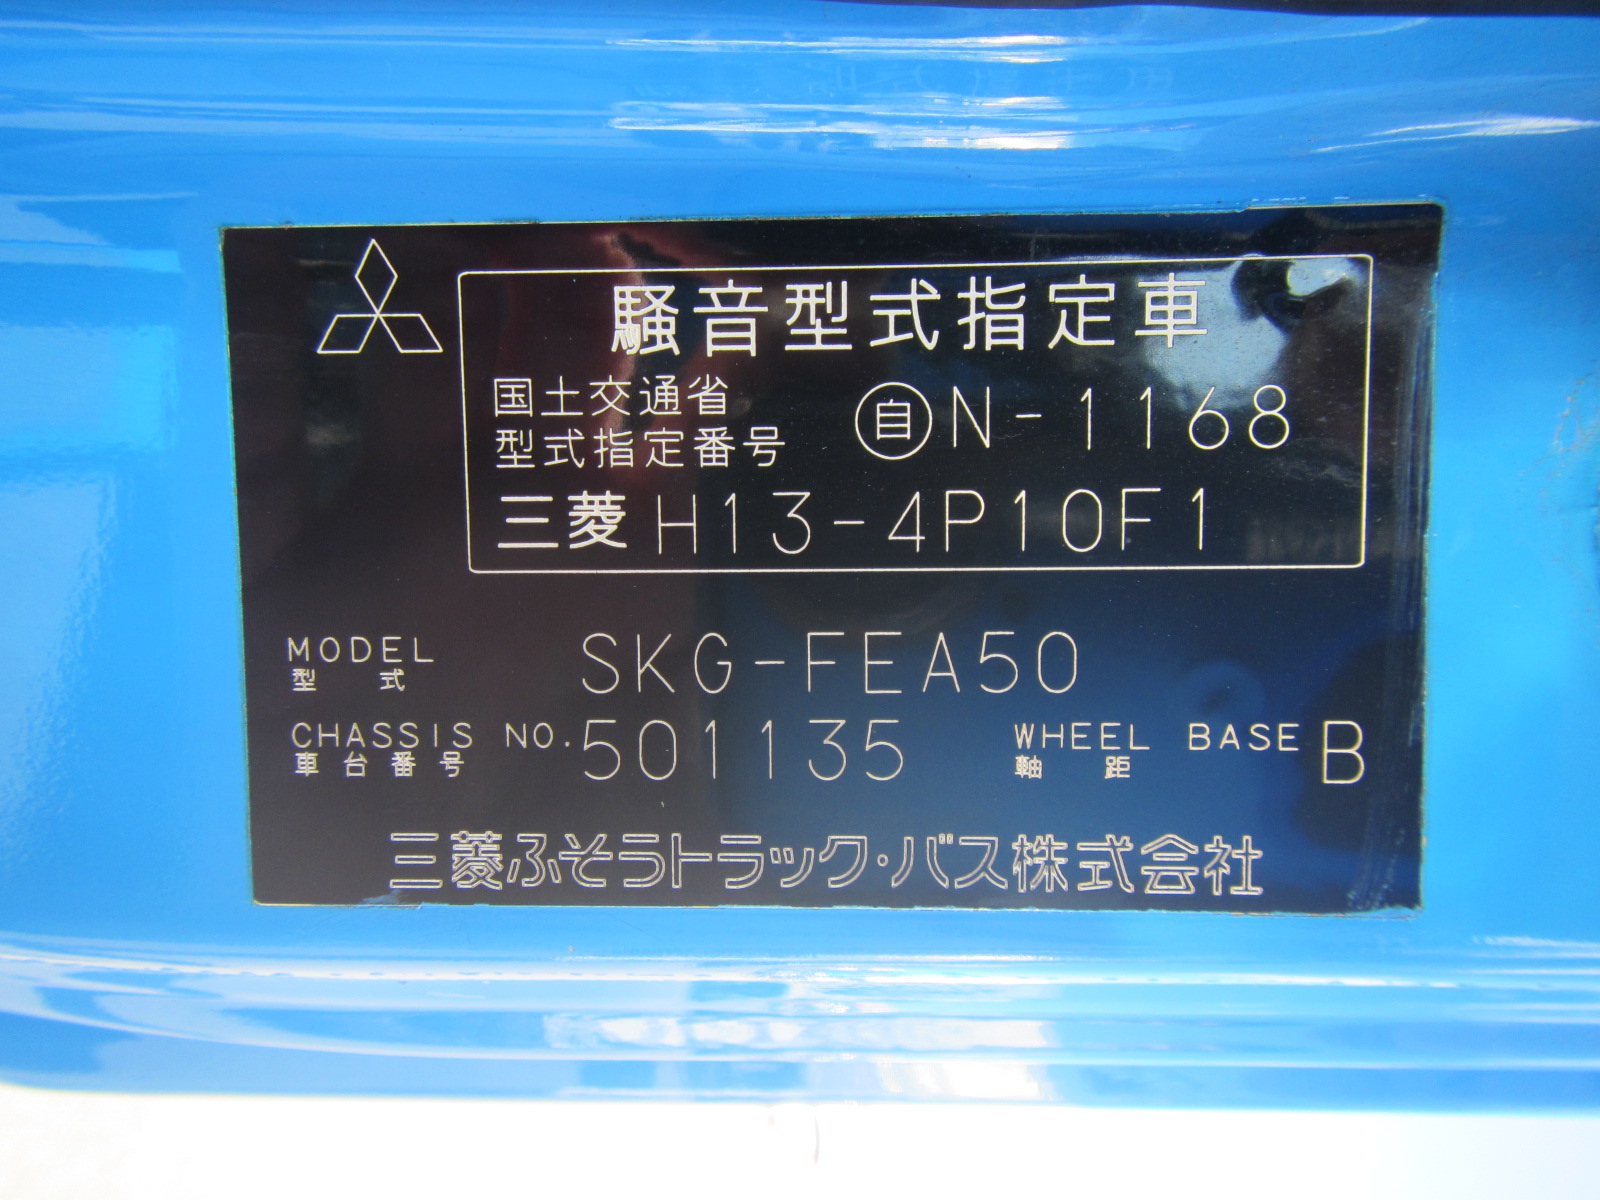 騒音型式指定車
国土交通省
型式指定番号 ㊐N-1168
三菱 H13-4P10F1
MODEL SKG-FEA50
型式
CHASSIS NO. 501135 WHEEL BASE B
車台番号 軸距
三菱ふそうトラック・バス株式会社